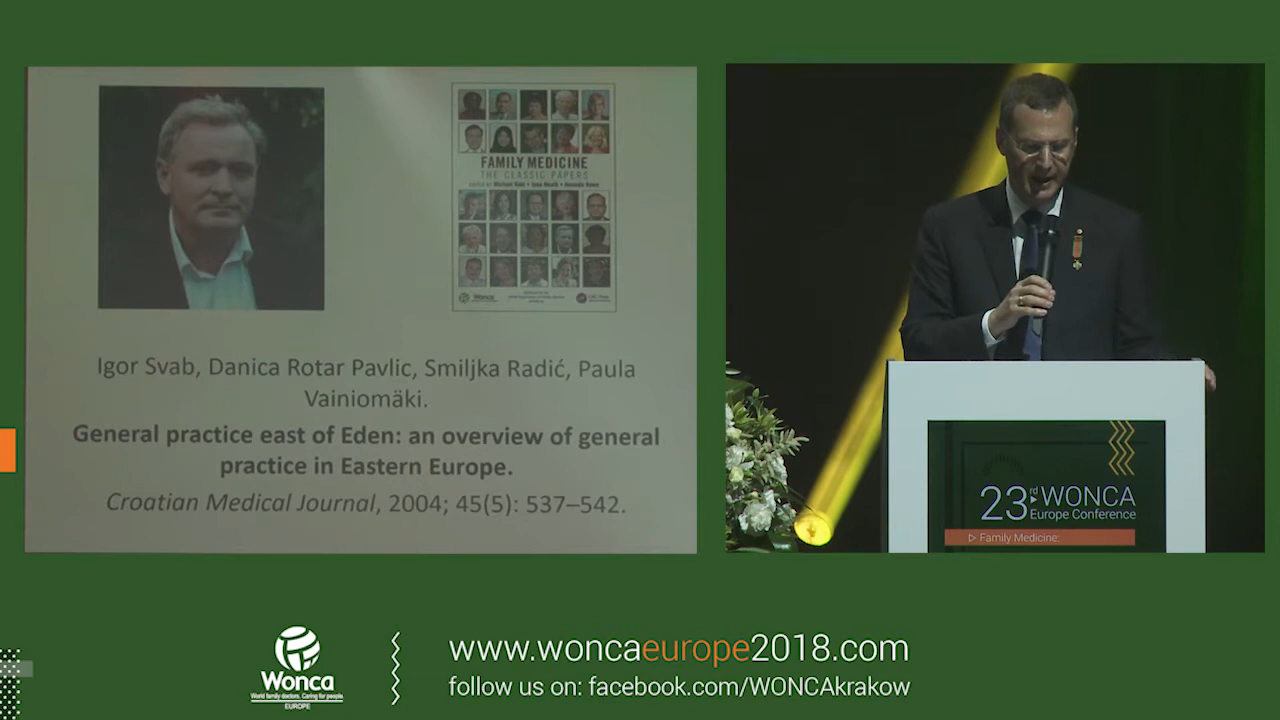 FAMILY MEDICINE
THE CLASSIC PAPERS
Wonca
Igor Svab, Danica Rotar Pavlic, Smiljka Radić, Paula
Vainiomäki.
General practice east of Eden: an overview of general
practice in Eastern Europe.
Croatian Medical Journal, 2004; 45(5): 537–542.
23rd WONCA
Europe Conference
Family Medicine:
Wonca
World family doctors. Caring for people.
EUROPE
www.woncaeurope2018.com
follow us on: facebook.com/WONCAkrakow